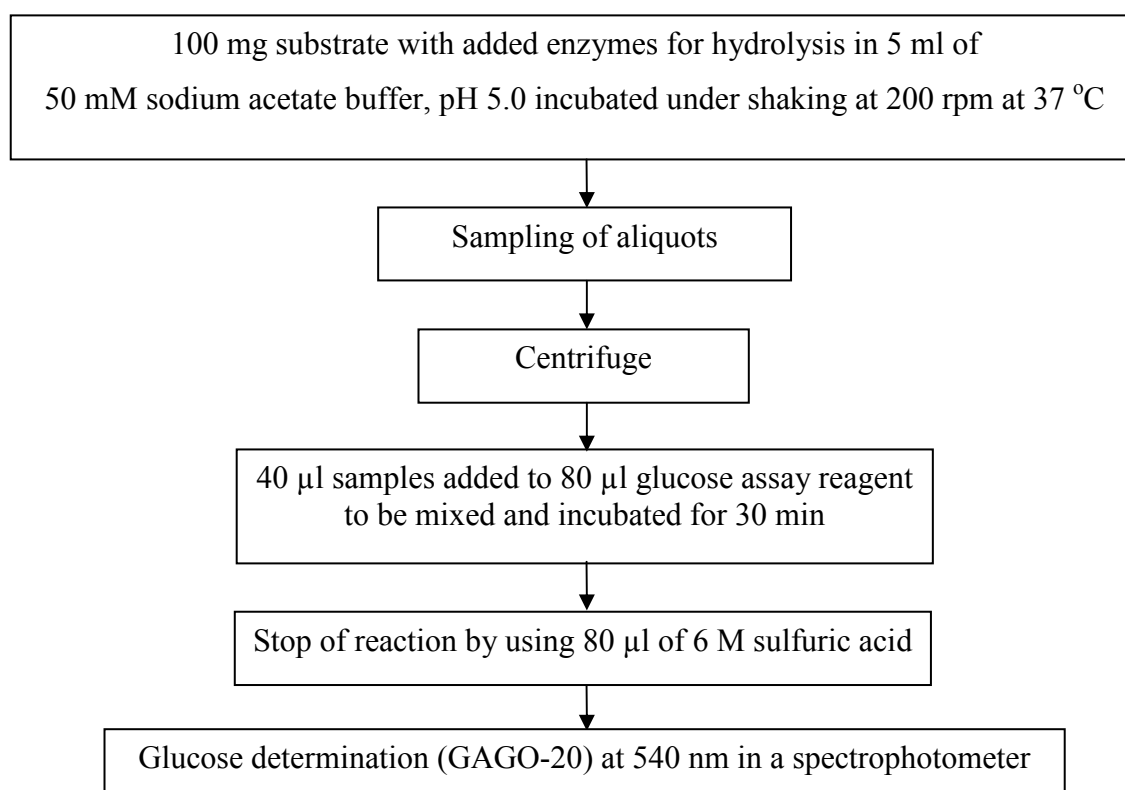 100 mg substrate with added enzymes for hydrolysis in 5 ml of
50 mM sodium acetate buffer, pH 5.0 incubated under shaking at 200 rpm at 37 °C
Sampling of aliquots
Centrifuge
40 µl samples added to 80 µl glucose assay reagent
to be mixed and incubated for 30 min
Stop of reaction by using 80 µl of 6 M sulfuric acid
Glucose determination (GAGO-20) at 540 nm in a spectrophotometer